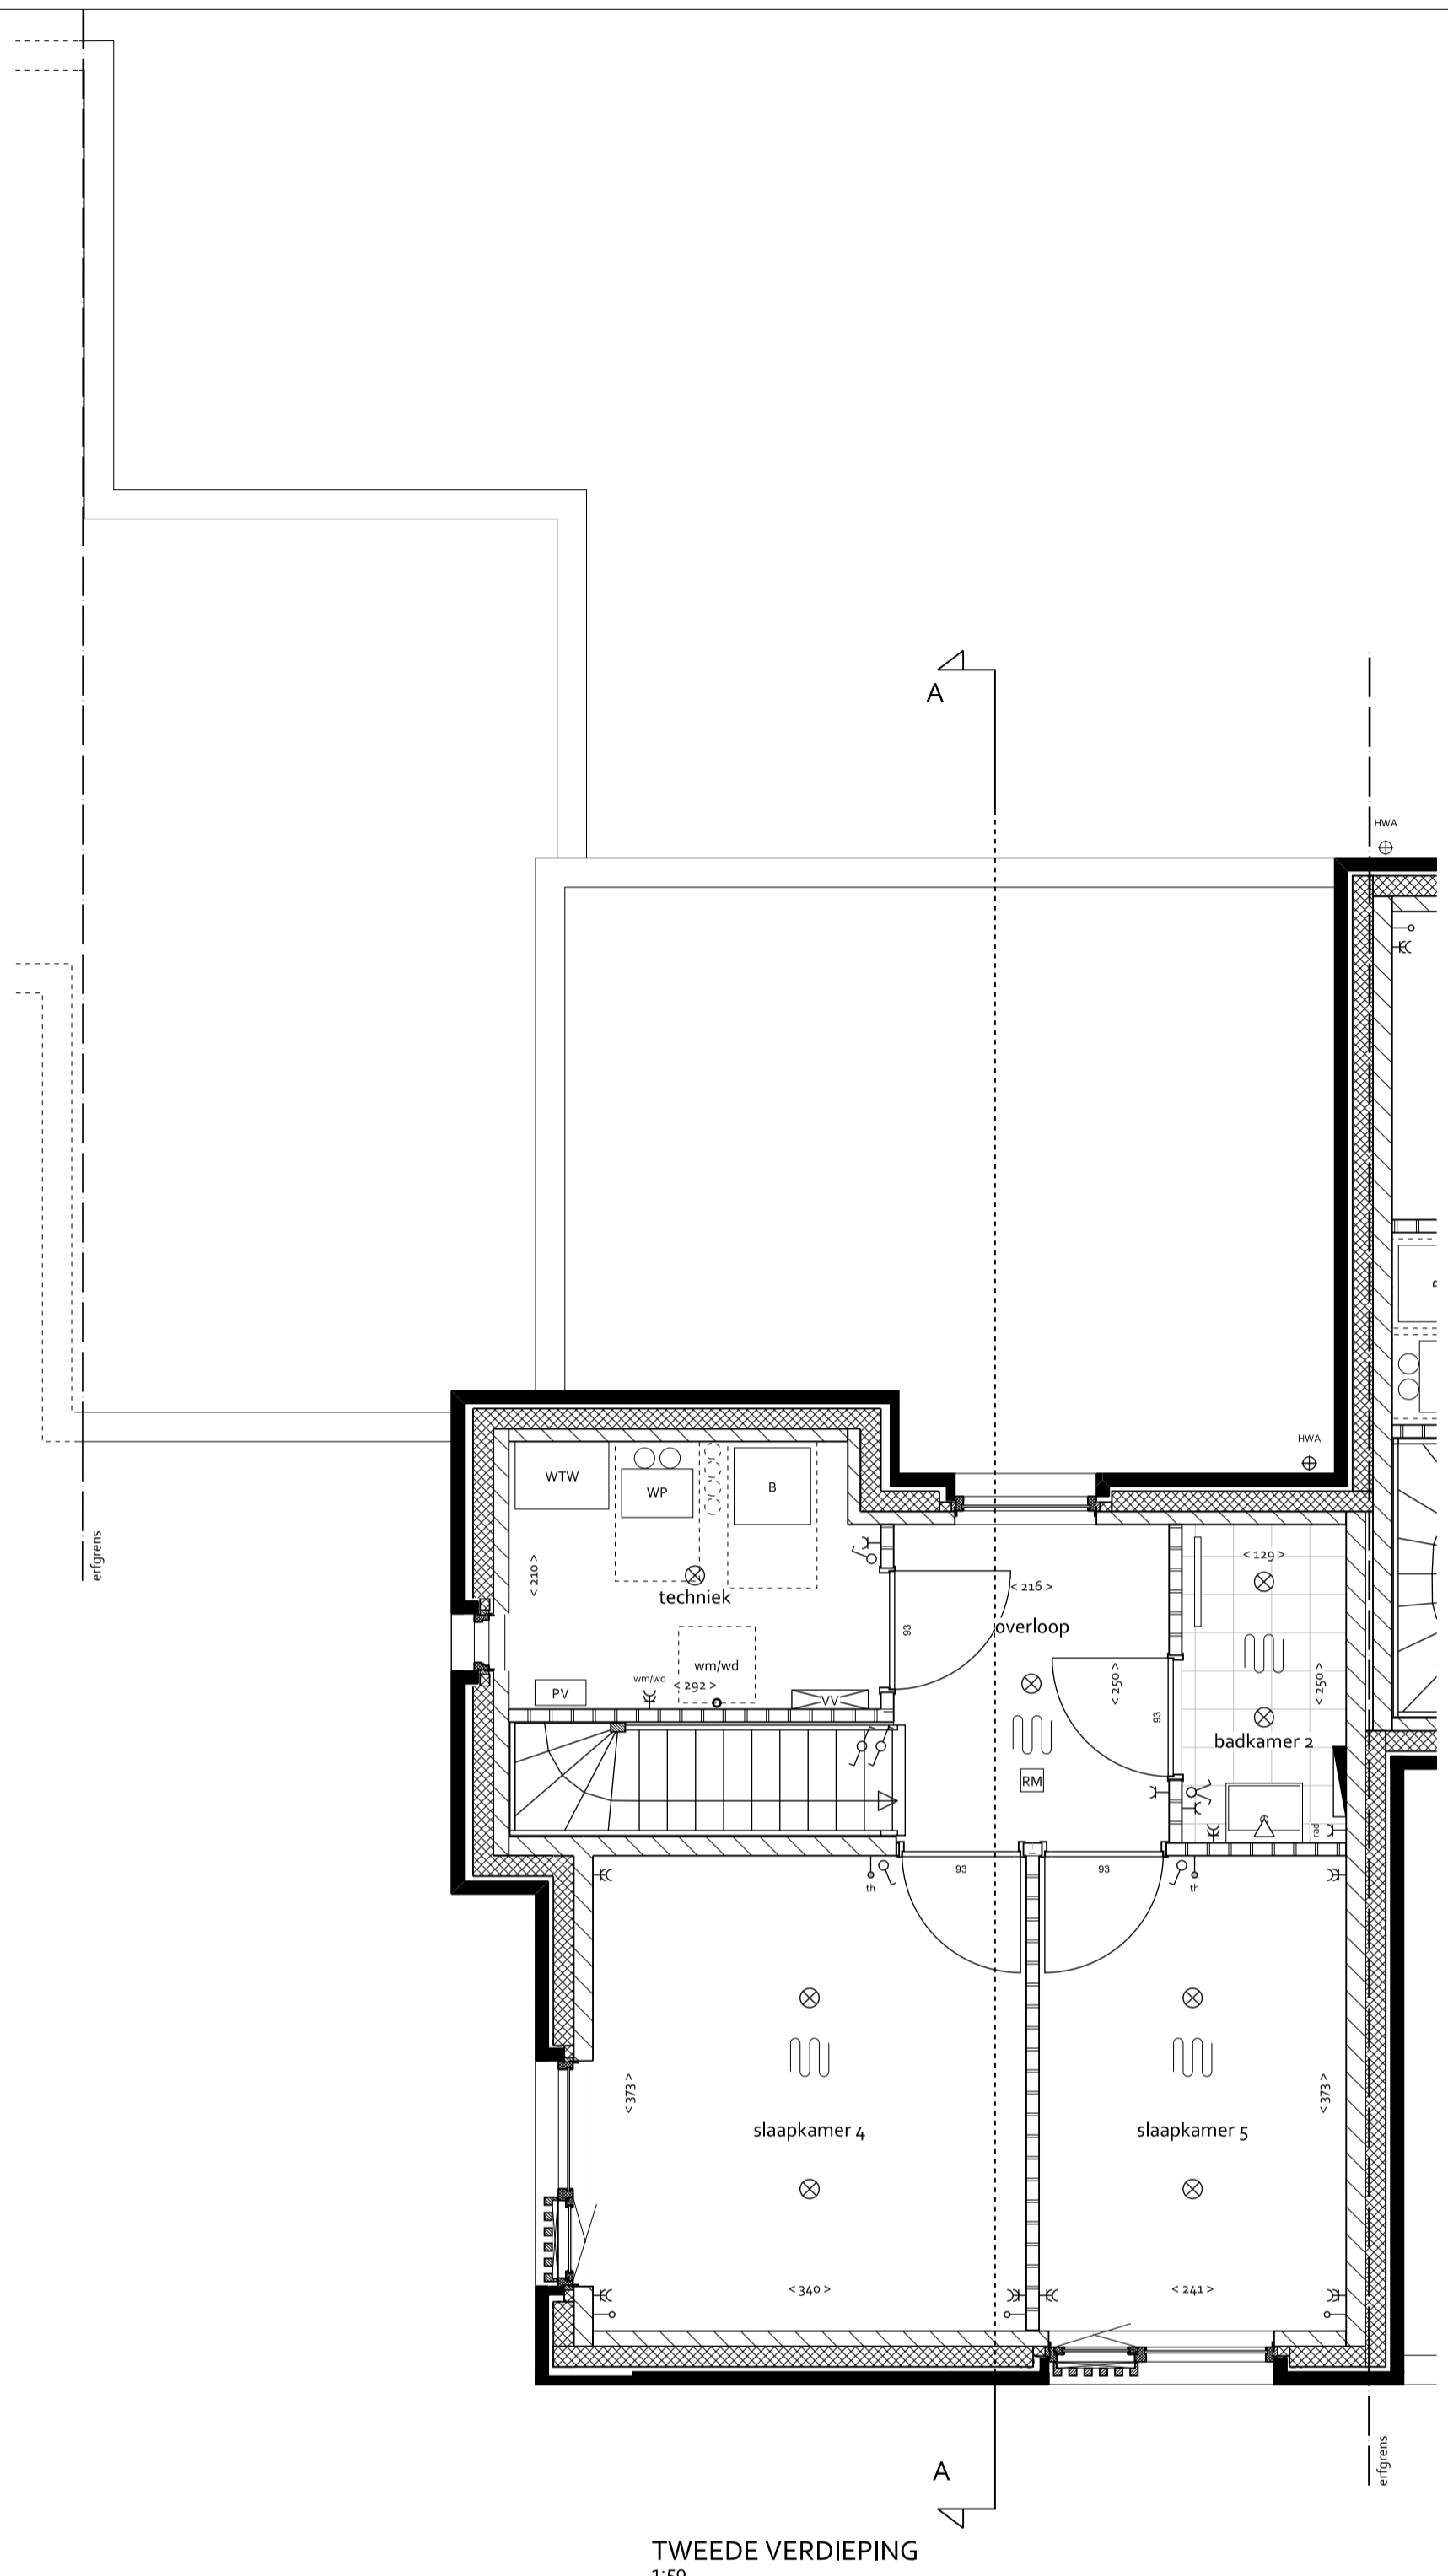 A
HWA
HWA
erfgrens
WTW
WP
B
< 210 >
techniek
< 129 >
< 216 >
overloop
93
wm/wd
wm/wd
< 292 >
PV
VV
< 250 >
< 250 >
93
badkamer 2
RM
rad
93
93
th
th
< 373 >
< 373 >
slaapkamer 4
slaapkamer 5
< 340 >
< 241 >
erfgrens
A
TWEEDE VERDIEPING
1:50